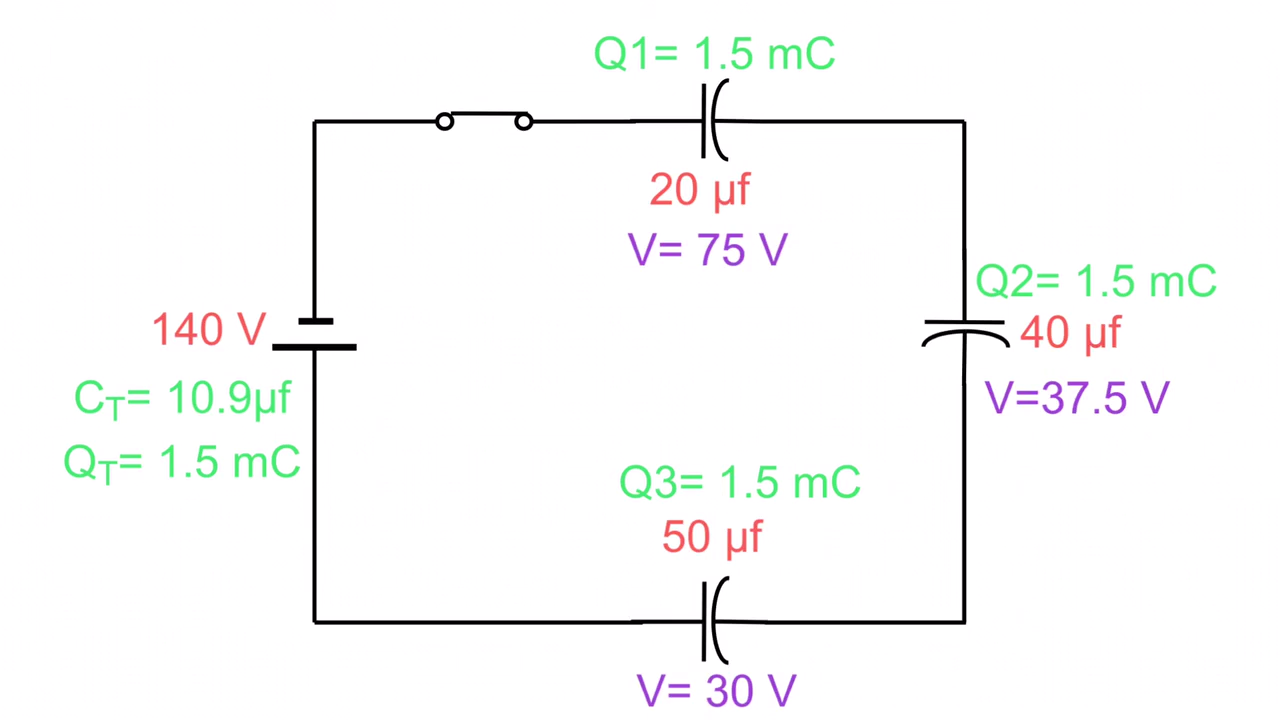 Q1= 1.5 mC
20 µf
V= 75 V
Q2= 1.5 mC
40 µf
V=37.5 V
140 V
CT= 10.9µf
QT= 1.5 mC
Q3= 1.5 mC
50 µf
V= 30 V